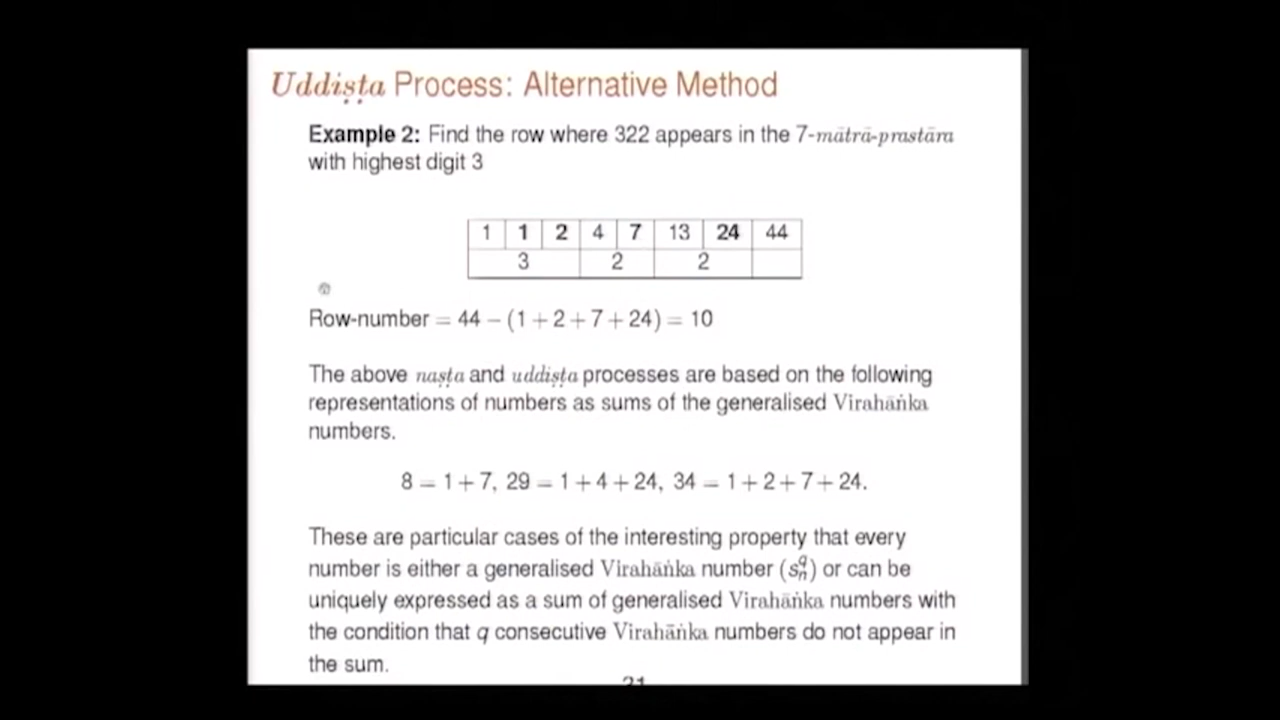 Uddiṣṭa Process: Alternative Method
Example 2: Find the row where 322 appears in the 7-mātrā-prastāra
with highest digit 3
1 1 2 4 7 13 24 44
3 2 2
Row-number = 44 − (1 + 2 + 7 + 24) = 10
The above naṣṭa and uddiṣṭa processes are based on the following
representations of numbers as sums of the generalised Virahāṅka
numbers.
8 = 1 + 7, 29 = 1 + 4 + 24, 34 = 1 + 2 + 7 + 24.
These are particular cases of the interesting property that every
number is either a generalised Virahāṅka number (s_n^q) or can be
uniquely expressed as a sum of generalised Virahāṅka numbers with
the condition that q consecutive Virahāṅka numbers do not appear in
the sum.